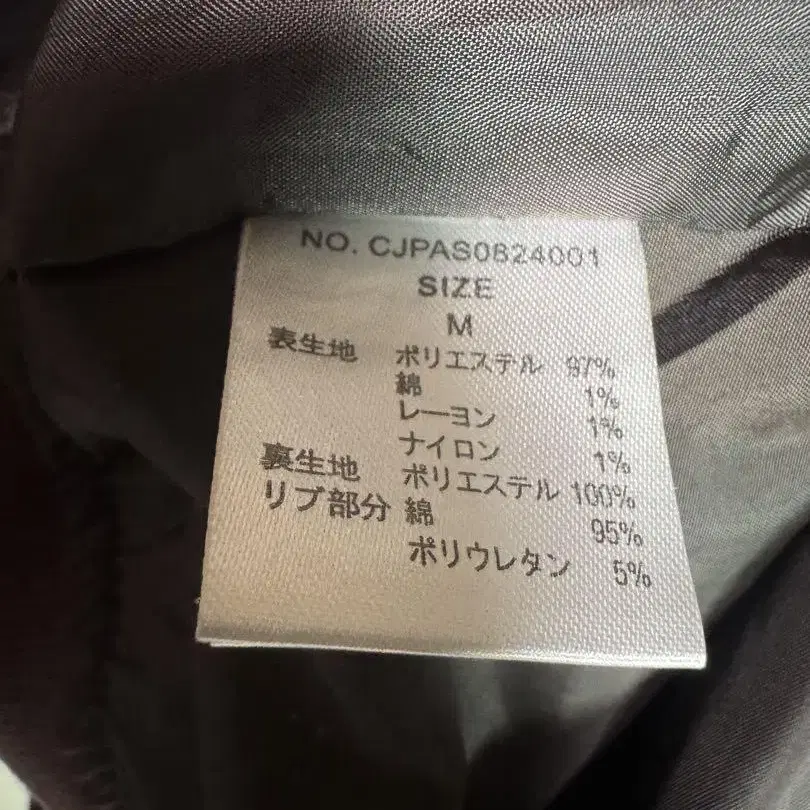 NO. CJPAS0824001
SIZE
M
表生地 ポリエステル 97%
綿 1%
レーヨン 1%
ナイロン 1%
裏生地 ポリエステル 100%
リブ部分 綿 95%
ポリウレタン 5%